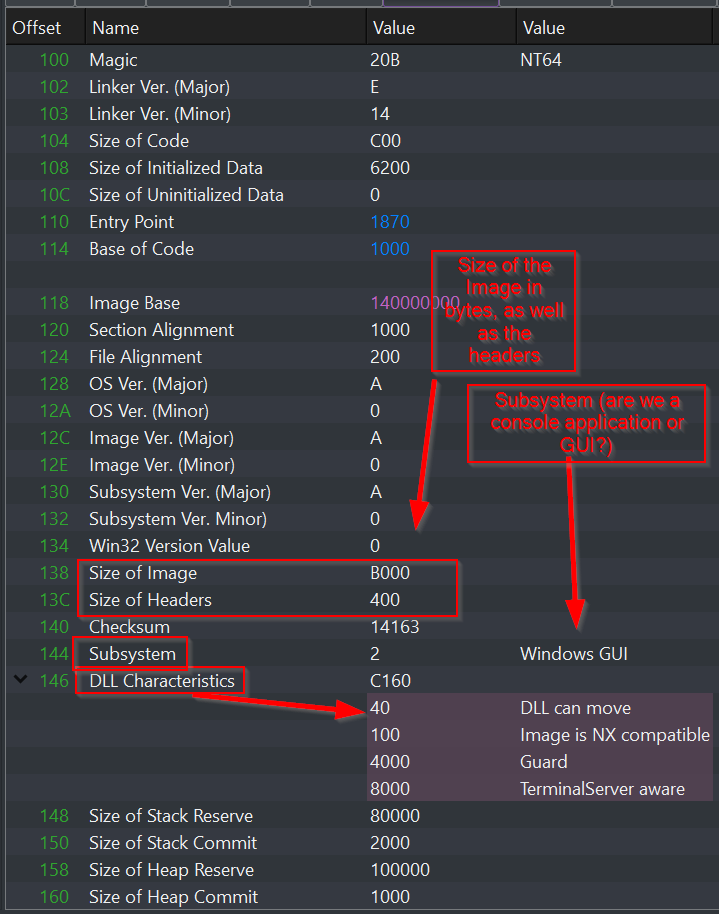 Offset Name Value Value
100 Magic 20B NT64
102 Linker Ver. (Major) E
103 Linker Ver. (Minor) 14
104 Size of Code C00
108 Size of Initialized Data 6200
10C Size of Uninitialized Data 0
110 Entry Point 1870
114 Base of Code 1000
Size of the
Image in
bytes, as well
as the
headers
118 Image Base 140000000
120 Section Alignment 1000
124 File Alignment 200
128 OS Ver. (Major) A
Subsystem (are we a
console application or
GUI?)
12A OS Ver. (Minor) 0
12C Image Ver. (Major) A
12E Image Ver. (Minor) 0
130 Subsystem Ver. (Major) A
132 Subsystem Ver. Minor) 0
134 Win32 Version Value 0
138 Size of Image B000
13C Size of Headers 400
140 Checksum 14163
144 Subsystem 2 Windows GUI
146 DLL Characteristics C160
40 DLL can move
100 Image is NX compatible
4000 Guard
8000 TerminalServer aware
148 Size of Stack Reserve 80000
150 Size of Stack Commit 2000
158 Size of Heap Reserve 100000
160 Size of Heap Commit 1000